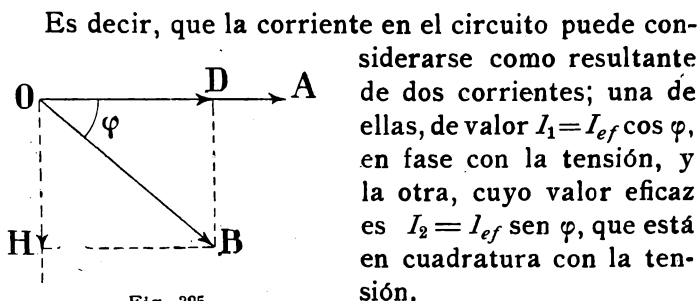 Es decir, que la corriente en el circuito puede con-
siderarse como resultante
de dos corrientes; una de
ellas, de valor I₁=I_ef cos φ,
en fase con la tensión, y
la otra, cuyo valor eficaz
es I₂ = I_ef sen φ, que está
en cuadratura con la ten-
sión.
O D A
φ
H B